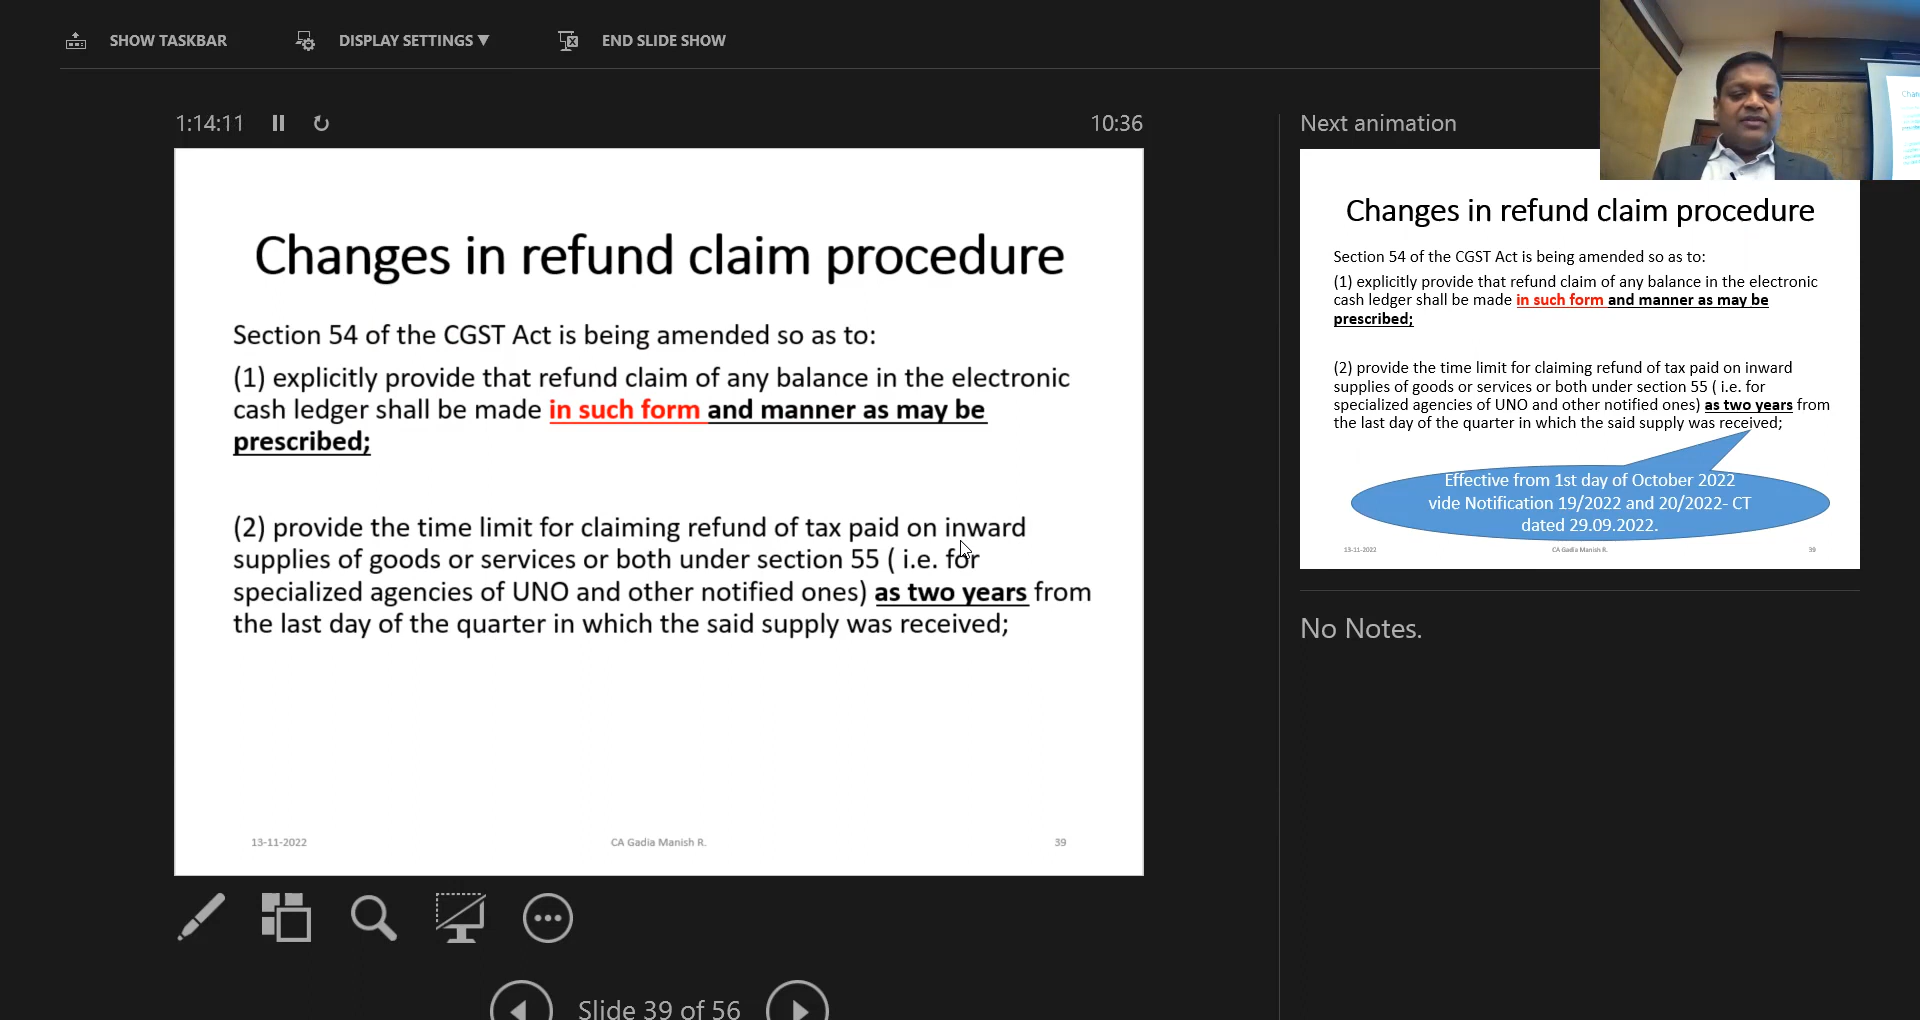 SHOW TASKBAR
DISPLAY SETTINGS ▼
END SLIDE SHOW
1:14:11
10:36
Changes in refund claim procedure
Section 54 of the CGST Act is being amended so as to:
(1) explicitly provide that refund claim of any balance in the electronic
cash ledger shall be made in such form and manner as may be
prescribed;
(2) provide the time limit for claiming refund of tax paid on inward
supplies of goods or services or both under section 55 ( i.e. for
specialized agencies of UNO and other notified ones) as two years from
the last day of the quarter in which the said supply was received;
13-11-2022
CA Gadia Manish R.
39
Slide 39 of 56
Next animation
Changes in refund claim procedure
Section 54 of the CGST Act is being amended so as to:
(1) explicitly provide that refund claim of any balance in the electronic
cash ledger shall be made in such form and manner as may be
prescribed;
(2) provide the time limit for claiming refund of tax paid on inward
supplies of goods or services or both under section 55 ( i.e. for
specialized agencies of UNO and other notified ones) as two years from
the last day of the quarter in which the said supply was received;
Effective from 1st day of October 2022
vide Notification 19/2022 and 20/2022- CT
dated 29.09.2022.
13-11-2022
CA Gadia Manish R.
39
No Notes.